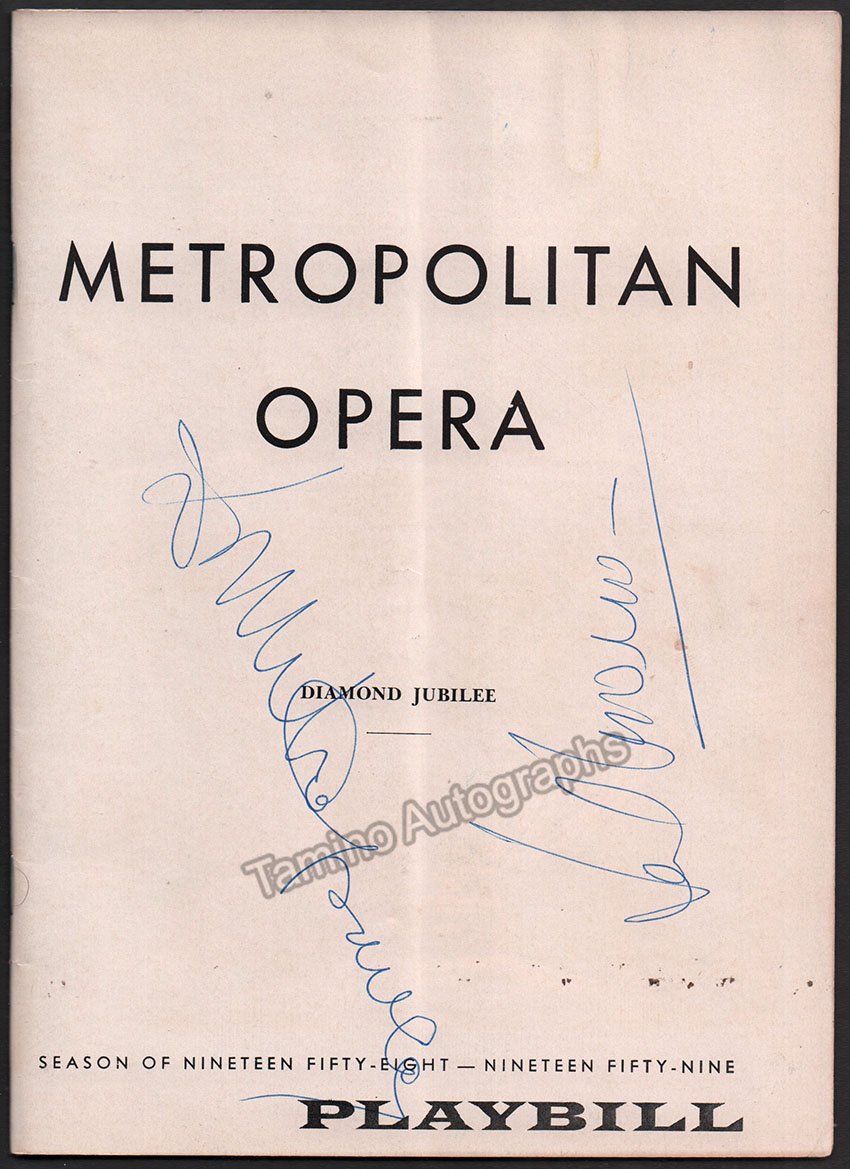 METROPOLITAN
OPERA
DIAMOND JUBILEE
Tamino Autographs
SEASON OF NINETEEN FIFTY-EIGHT — NINETEEN FIFTY-NINE
PLAYBILL